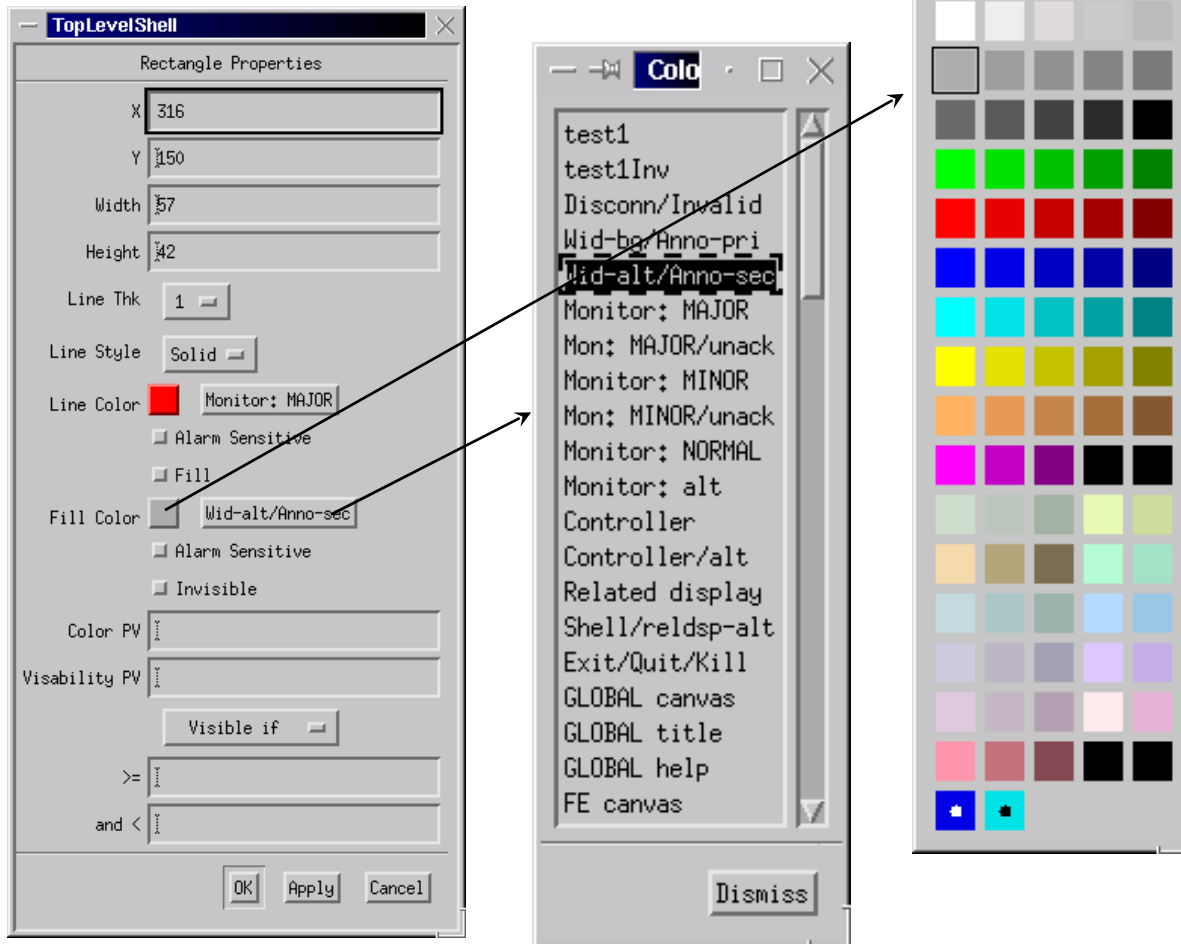 TopLevelShell
Rectangle Properties
X 316
Y 150
Width 57
Height 42
Line Thk 1
Line Style Solid
Line Color Monitor: MAJOR
Alarm Sensitive
Fill
Fill Color Wid-alt/Anno-sec
Alarm Sensitive
Invisible
Color PV
Visability PV
Visible if
>=
and <
OK Apply Cancel
Colo
test1
test1Inv
Disconn/Invalid
Wid-bg/Anno-pri
Wid-alt/Anno-sec
Monitor: MAJOR
Mon: MAJOR/unack
Monitor: MINOR
Mon: MINOR/unack
Monitor: NORMAL
Monitor: alt
Controller
Controller/alt
Related display
Shell/reldsp-alt
Exit/Quit/Kill
GLOBAL canvas
GLOBAL title
GLOBAL help
FE canvas
Dismiss